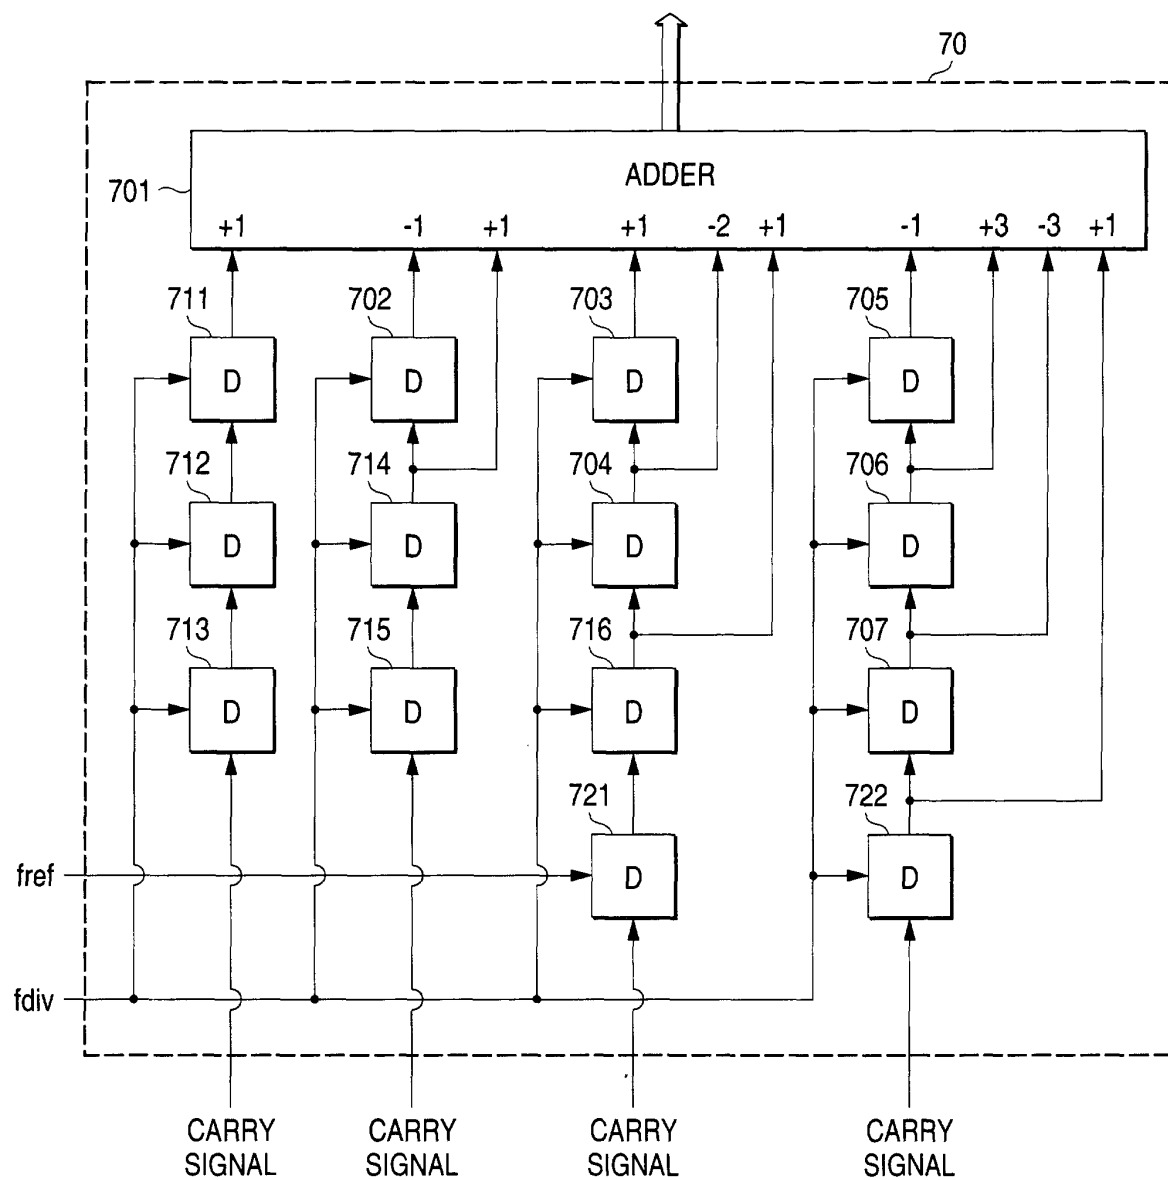 70
ADDER
701
+1 -1 +1 +1 -2 +1 -1 +3 -3 +1
711 702 703 705
D D D D
712 714 704 706
D D D D
713 715 716 707
D D D D
721 722
fref
D D
fdiv
CARRY SIGNAL
CARRY SIGNAL
CARRY SIGNAL
CARRY SIGNAL